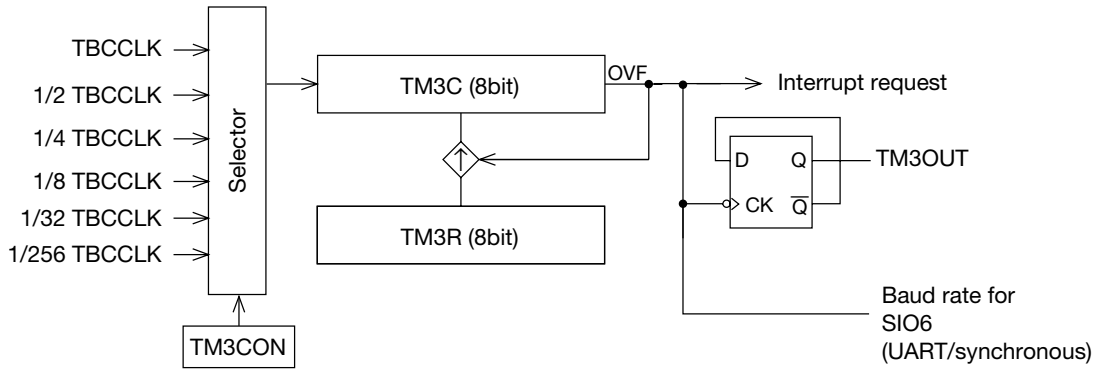 TBCCLK
1/2 TBCCLK
1/4 TBCCLK
1/8 TBCCLK
1/32 TBCCLK
1/256 TBCCLK
Selector
TM3CON
TM3C (8bit)
OVF
Interrupt request
TM3R (8bit)
D Q
TM3OUT
CK Q̅
Baud rate for
SIO6
(UART/synchronous)